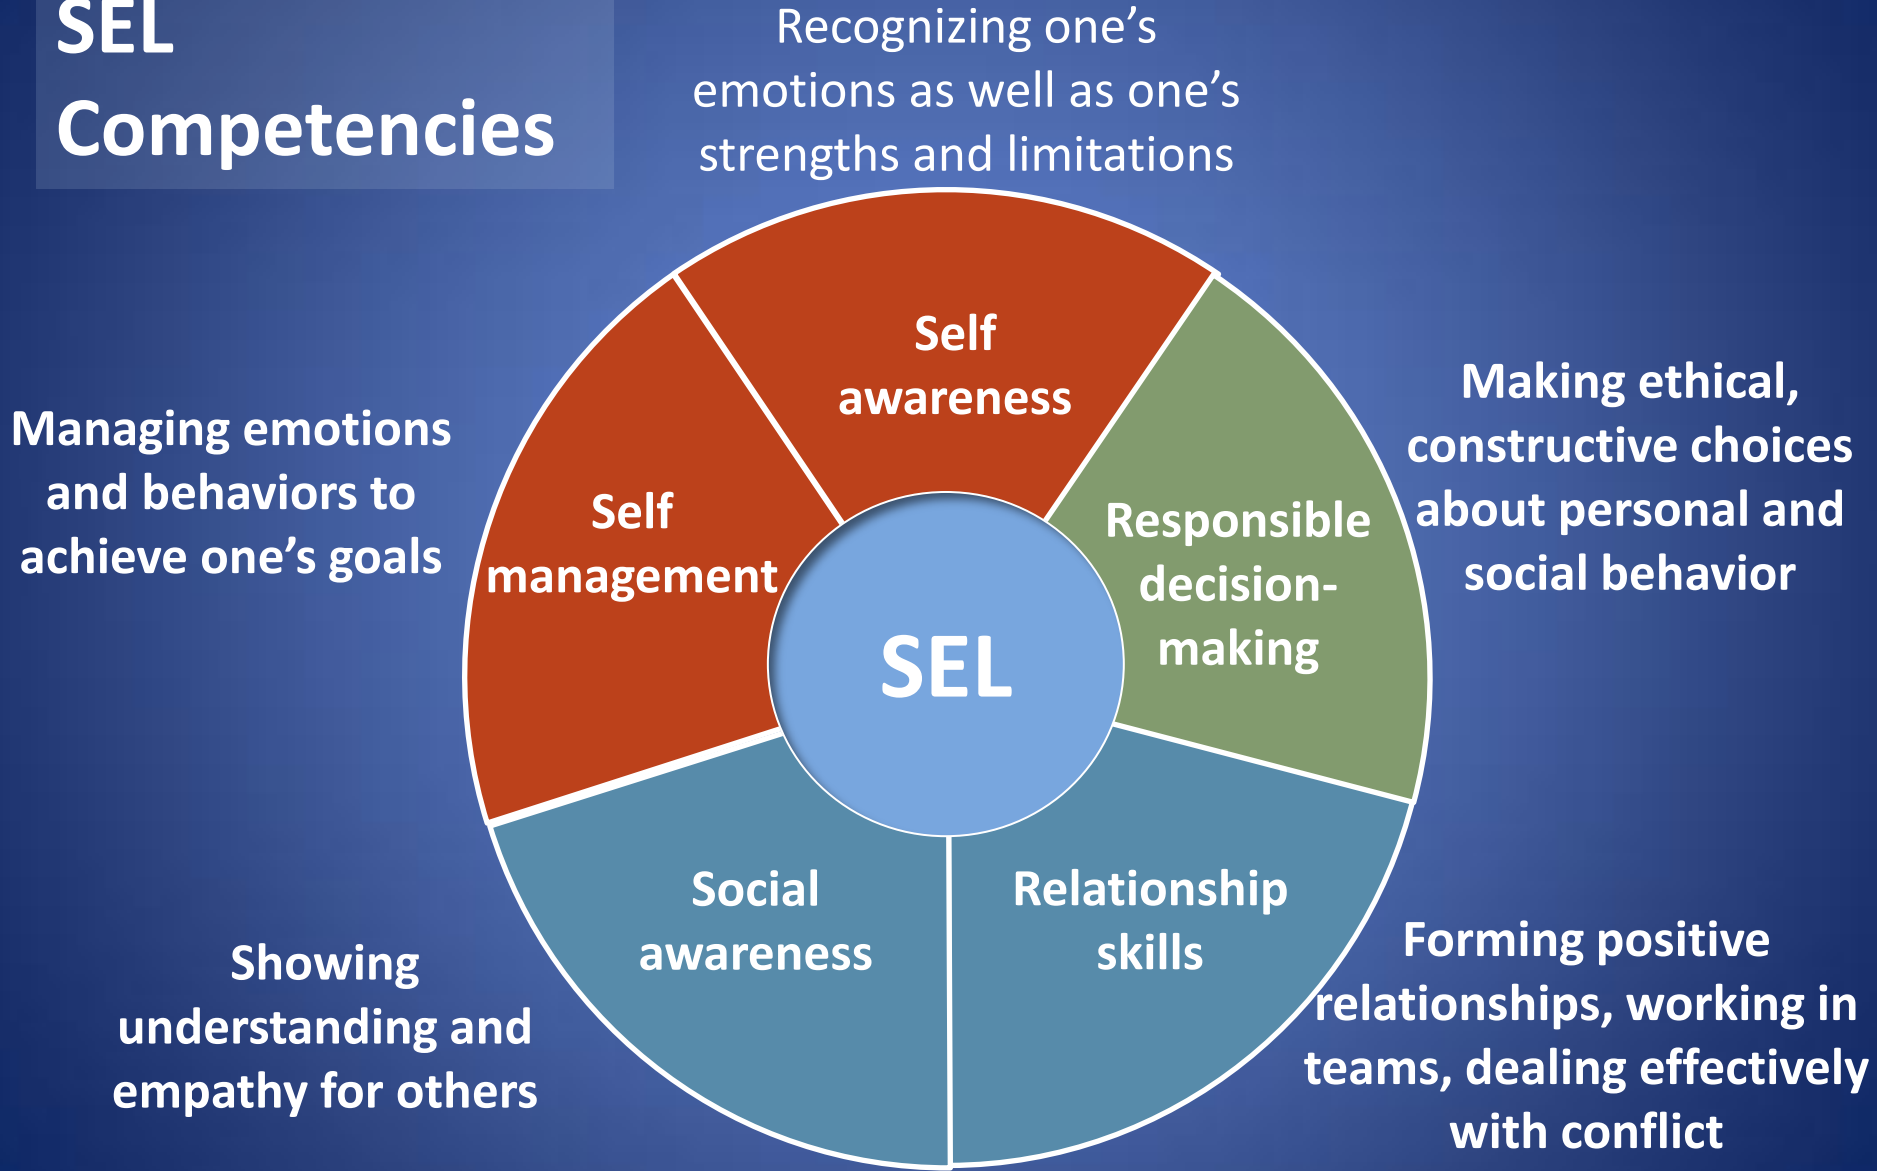 SEL
Competencies
Recognizing one’s
emotions as well as one’s
strengths and limitations
Self
awareness
Making ethical,
constructive choices
about personal and
social behavior
Managing emotions
and behaviors to
achieve one’s goals
Self
management
Responsible
decision-
making
SEL
Social
awareness
Relationship
skills
Showing
understanding and
empathy for others
Forming positive
relationships, working in
teams, dealing effectively
with conflict